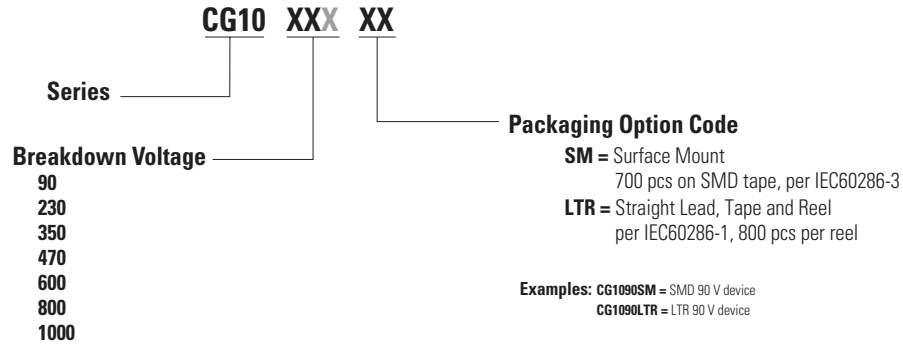 CG10 XXX XX
Series
Breakdown Voltage
90
230
350
470
600
800
1000
Packaging Option Code
SM = Surface Mount
700 pcs on SMD tape, per IEC60286-3
LTR = Straight Lead, Tape and Reel
per IEC60286-1, 800 pcs per reel
Examples: CG1090SM = SMD 90 V device
CG1090LTR = LTR 90 V device